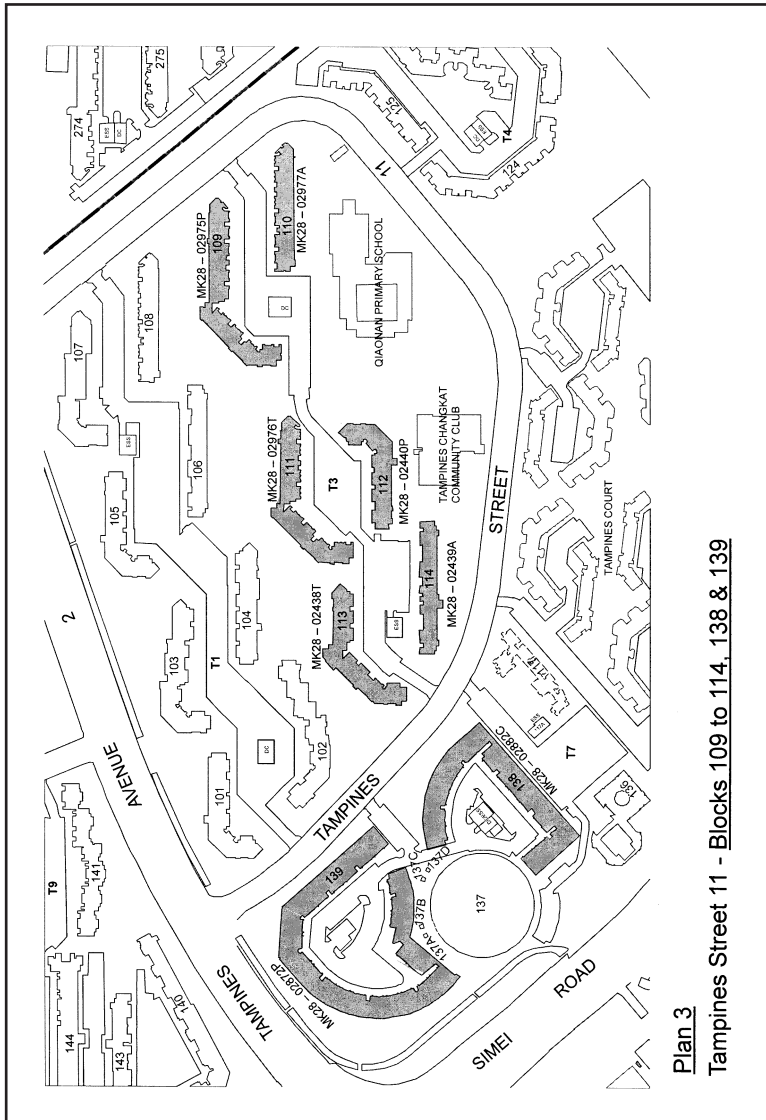 144
T9
274
143
141
2
107
275
ESS
DC
140
105
AVENUE
103
101
ESS
108
TAMPINES
T1
106
104
MK28 – 02975P
109
DC
102
MK28 – 02976T
111
MK28 – 02977A
110
MK28 – 02872P
139
TAMPINES
MK28 – 02438T
113
T3
DC
112
MK28 – 02440P
ESS
114
MK28 – 02439A
QIAONAN PRIMARY SCHOOL
11
125
137A
137B
137C
137D
TAMPINES CHANGKAT
COMMUNITY CLUB
124
DC
ESS
T4
SIMEI
ROAD
137
138
MK28 – 02882C
STREET
ESS
T7
136
TAMPINES COURT
Plan 3
Tampines Street 11 - Blocks 109 to 114, 138 & 139